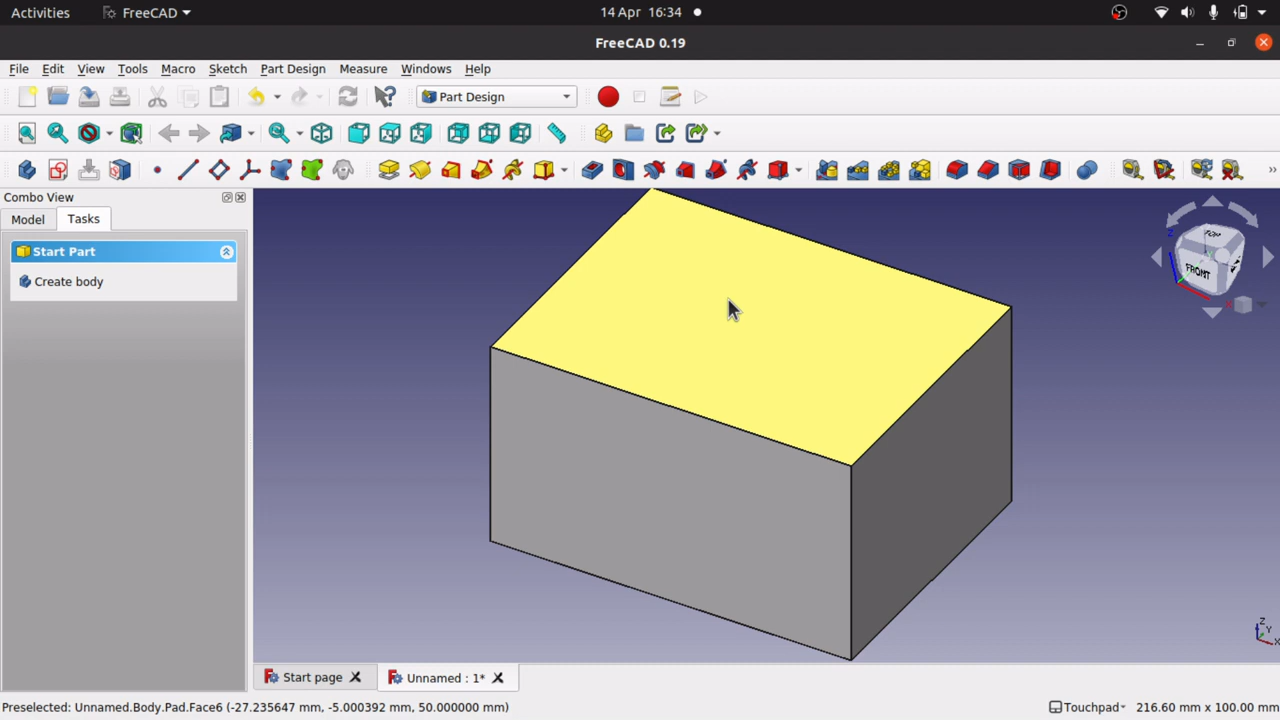 Activities FreeCAD 14 Apr 16:34
FreeCAD 0.19
File Edit View Tools Macro Sketch Part Design Measure Windows Help
Part Design
Combo View
Model Tasks
Start Part
Create body
TOP
FRONT
Z
Z
Y
X
Start page Unnamed : 1*
Preselected: Unnamed.Body.Pad.Face6 (-27.235647 mm, -5.000392 mm, 50.000000 mm) Touchpad 216.60 mm x 100.00 mm